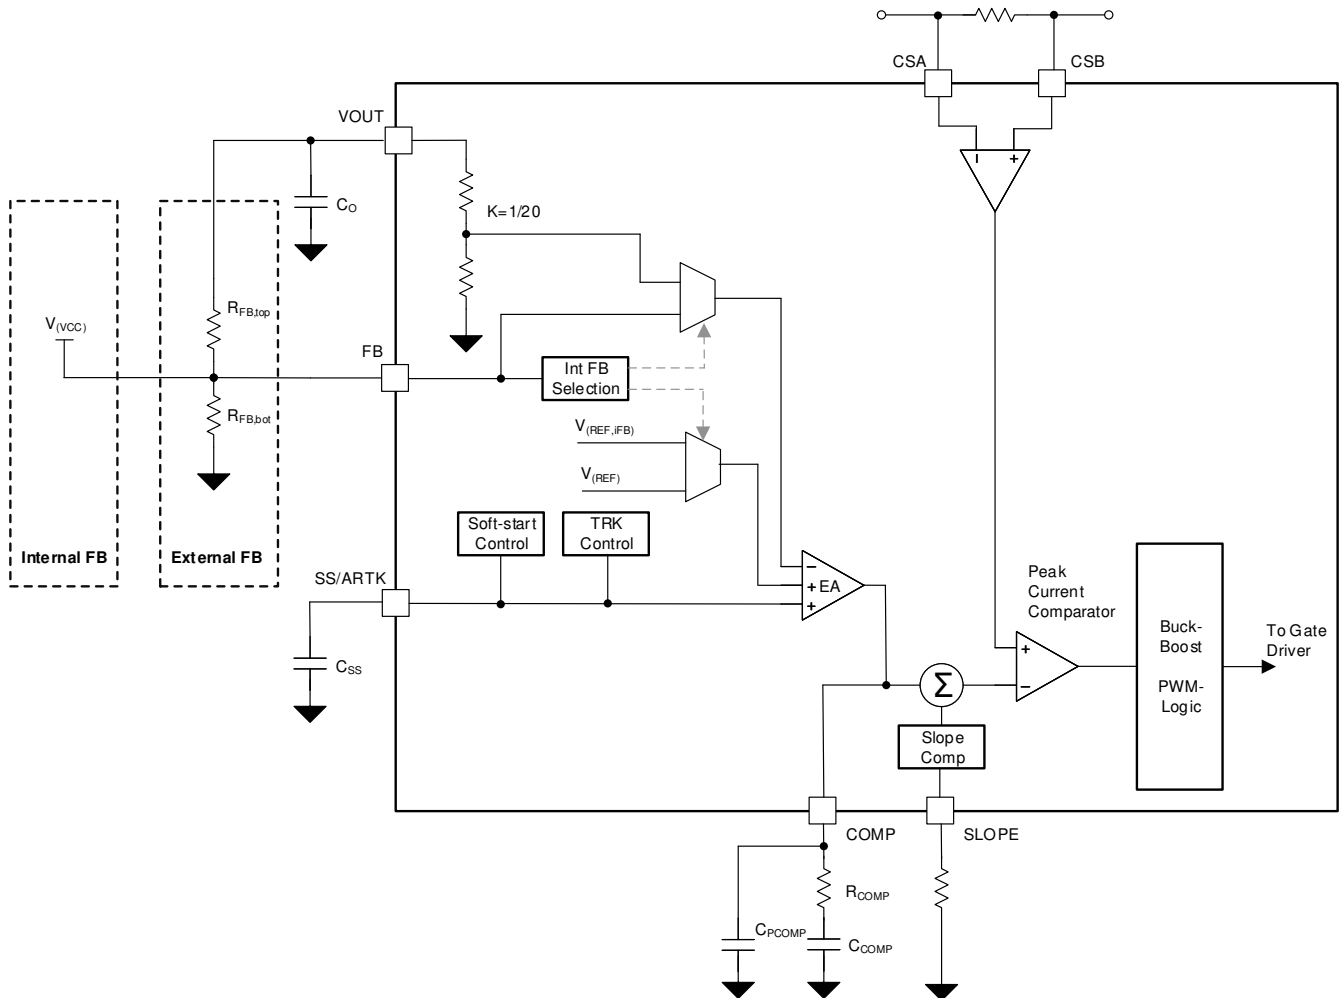 CSA
CSB
VOUT
C_O
K=1/20
R_FB,top
V_(VCC)
FB
Int FB
Selection
R_FB,bot
V_(REF,iFB)
V_(REF)
Internal FB
External FB
Soft-start
Control
TRK
Control
SS/ARTK
EA
Peak
Current
Comparator
Buck-
Boost
PWM-
Logic
To Gate
Driver
C_SS
Σ
Slope
Comp
COMP
SLOPE
R_COMP
C_PCOMP
C_COMP